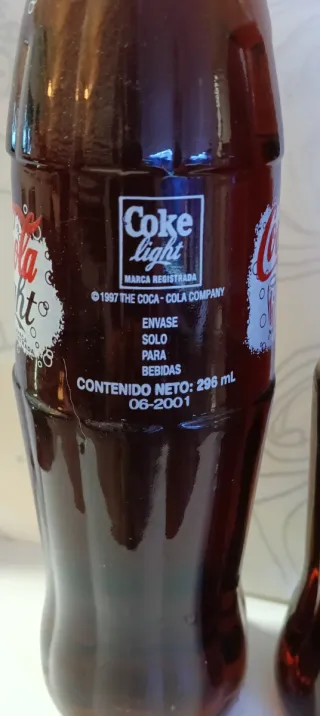 Coke
light
MARCA REGISTRADA
© 1997 THE COCA-COLA COMPANY
ENVASE
SOLO
PARA
BEBIDAS
CONTENIDO NETO: 296 mL
06-2001